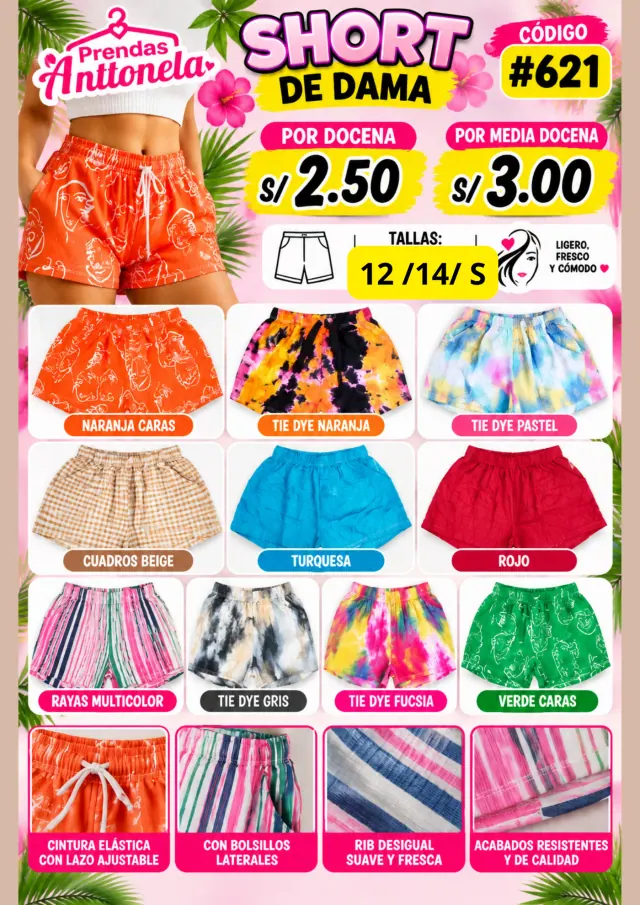 Prendas
Anttonela
SHORT
DE DAMA
CÓDIGO
#621
POR DOCENA
S/ 2.50
POR MEDIA DOCENA
S/ 3.00
TALLAS:
12 /14/ S
LIGERO,
FRESCO
Y CÓMODO
NARANJA CARAS
TIE DYE NARANJA
TIE DYE PASTEL
CUADROS BEIGE
TURQUESA
ROJO
RAYAS MULTICOLOR
TIE DYE GRIS
TIE DYE FUCSIA
VERDE CARAS
CINTURA ELÁSTICA
CON LAZO AJUSTABLE
CON BOLSILLOS
LATERALES
RIB DESIGUAL
SUAVE Y FRESCA
ACABADOS RESISTENTES
Y DE CALIDAD